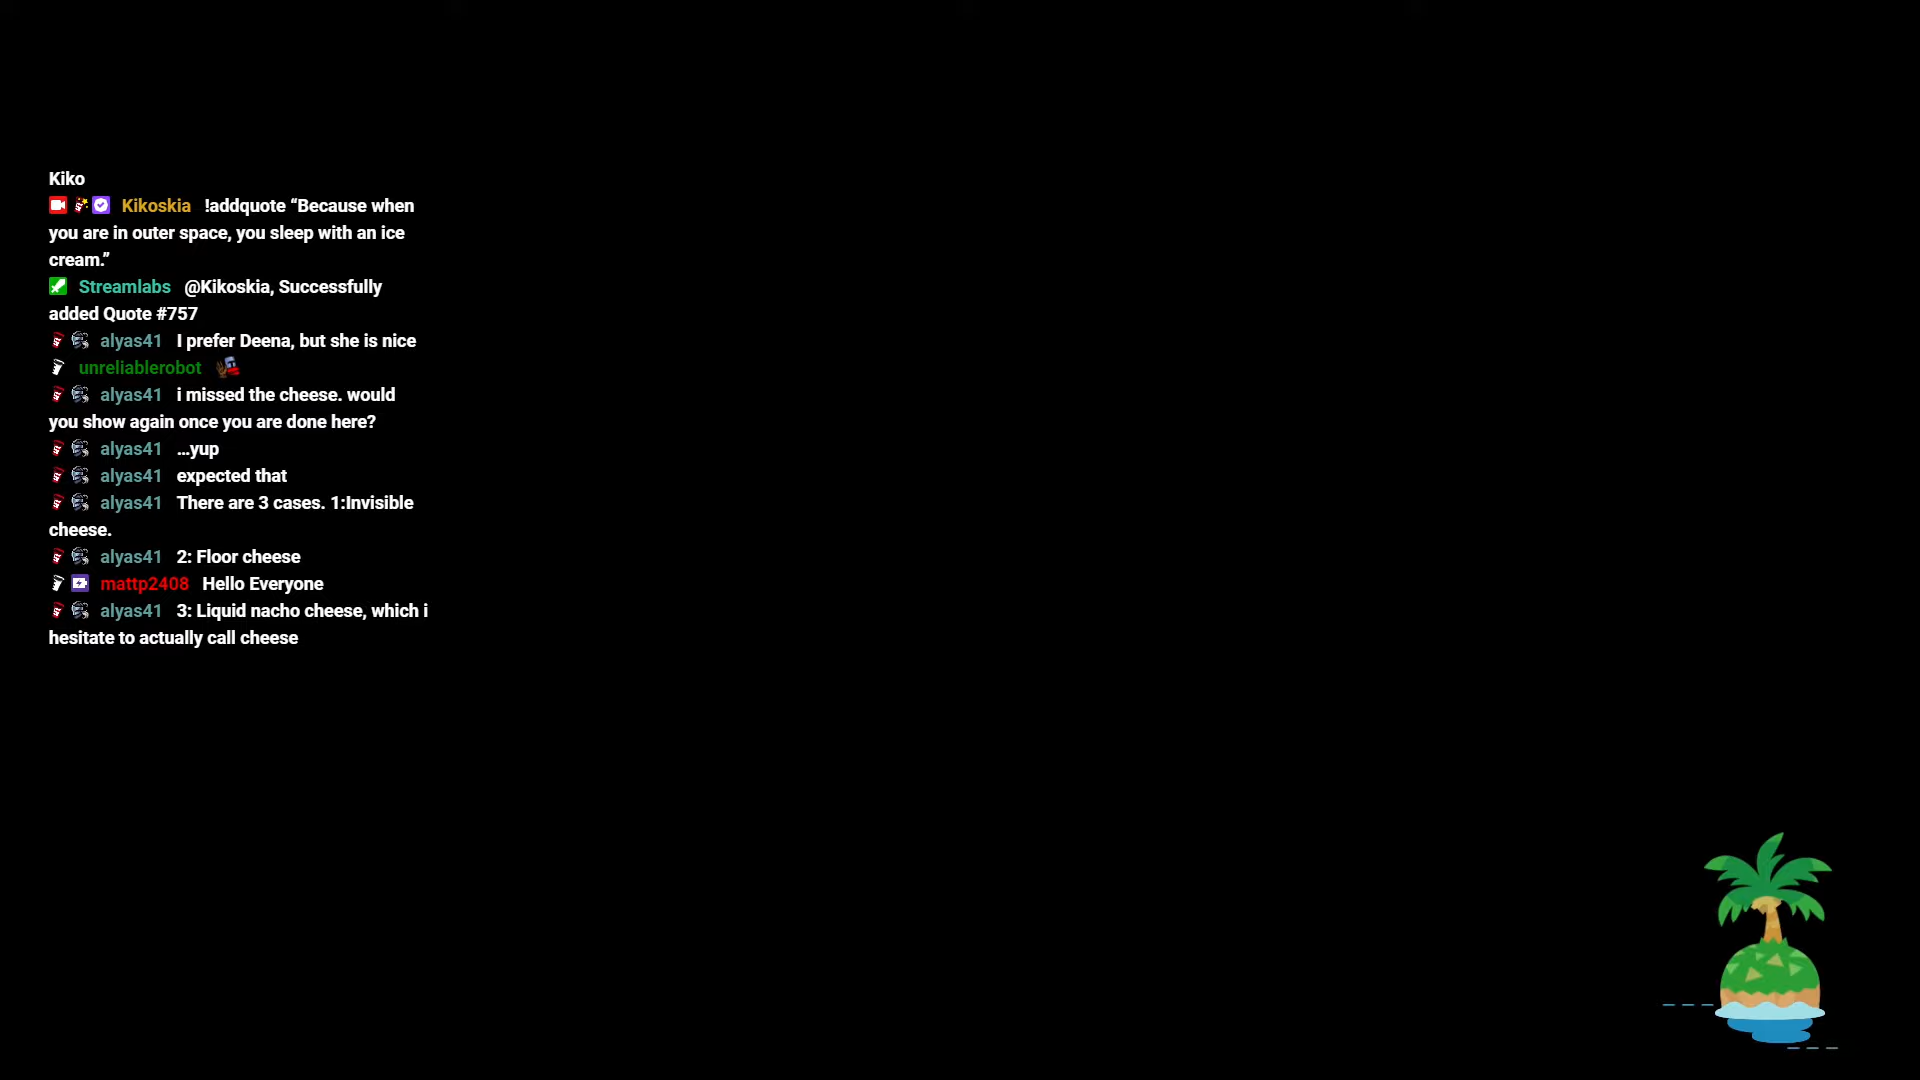 Kiko
Kikoskia !addquote “Because when
you are in outer space, you sleep with an ice
cream.”
Streamlabs @Kikoskia, Successfully
added Quote #757
alyas41 I prefer Deena, but she is nice
unreliablerobot
alyas41 i missed the cheese. would
you show again once you are done here?
alyas41 ...yup
alyas41 expected that
alyas41 There are 3 cases. 1:Invisible
cheese.
alyas41 2: Floor cheese
mattp2408 Hello Everyone
alyas41 3: Liquid nacho cheese, which i
hesitate to actually call cheese